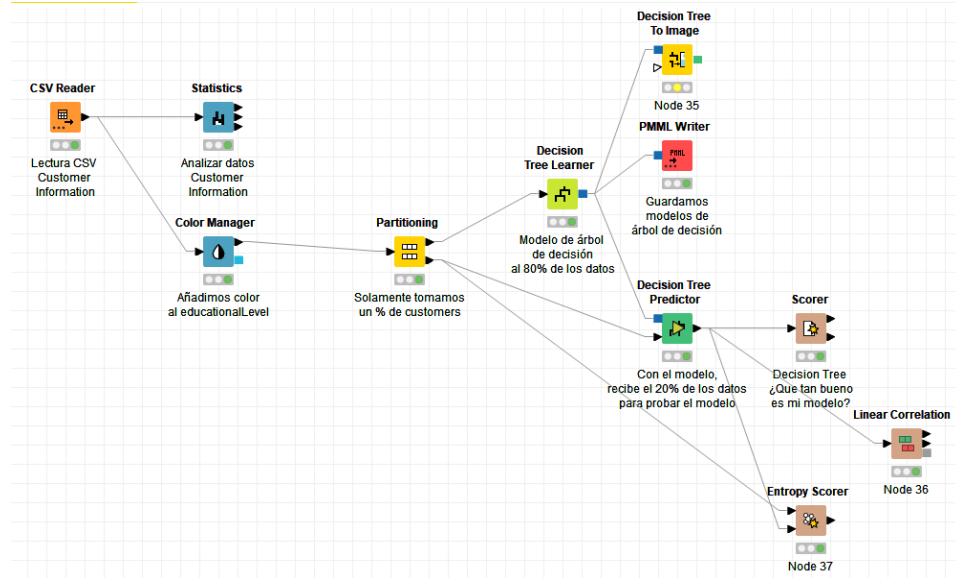 Decision Tree
To Image
Node 35
CSV Reader
Lectura CSV
Customer
Information
Statistics
Analizar datos
Customer
Information
PMML Writer
PMML
Guardamos
modelos de
árbol de decisión
Decision
Tree Learner
Modelo de árbol
de decisión
al 80% de los datos
Color Manager
Añadimos color
al educationalLevel
Partitioning
Solamente tomamos
un % de customers
Decision Tree
Predictor
Con el modelo,
recibe el 20% de los datos
para probar el modelo
Scorer
Decision Tree
¿Que tan bueno
es mi modelo?
Linear Correlation
Node 36
Entropy Scorer
Node 37